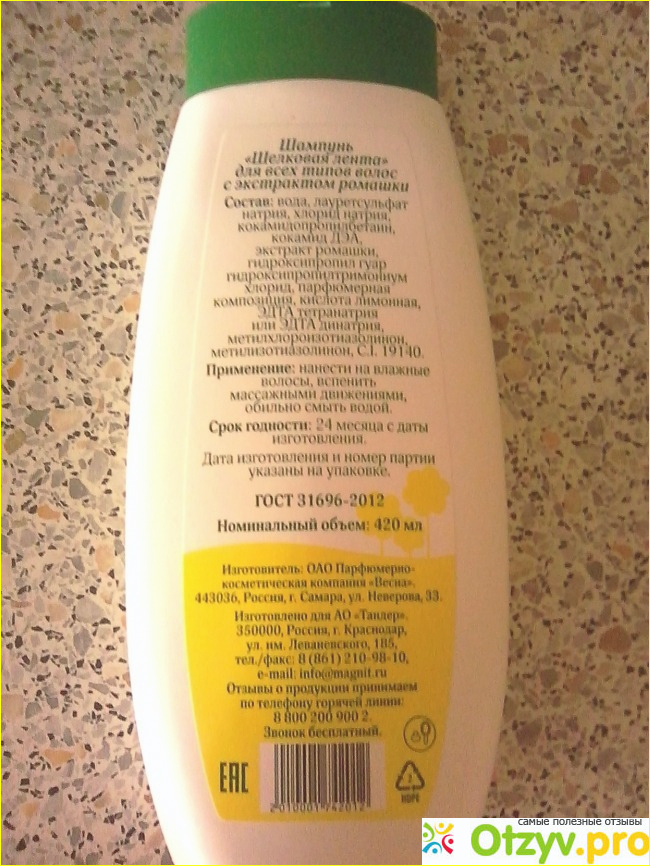 Шампунь
«Шелковая лента»
для всех типов волос
с экстрактом ромашки
Состав: вода, лауретсульфат
натрия, хлорид натрия,
кокамидопропилбетаин,
кокамид ДЭА,
экстракт ромашки,
гидроксипропил гуар
гидроксипропилтримониум
хлорид, парфюмерная
композиция, кислота лимонная,
ЭДТА тетранатрия
или ЭДТА динатрия,
метилхлороизотиазолинон,
метилизотиазолинон, C.I. 19140.
Применение: нанести на влажные
волосы, вспенить
массажными движениями,
обильно смыть водой.
Срок годности: 24 месяца с даты
изготовления.
Дата изготовления и номер партии
указаны на упаковке.
ГОСТ 31696-2012
Номинальный объем: 420 мл
Изготовитель: ОАО Парфюмерно-
косметическая компания «Весна».
443036, Россия, г. Самара, ул. Неверова, 33.
Изготовлено для АО «Тандер».
350000, Россия, г. Краснодар,
ул. им. Леваневского, 185,
тел./факс: 8 (861) 210-98-10,
e-mail: info@magnit.ru
Отзывы о продукции принимаем
по телефону горячей линии:
8 800 200 900 2.
Звонок бесплатный.
EAC
2010001742012
HDPE
самые полезные отзывы
Otzyv.pro